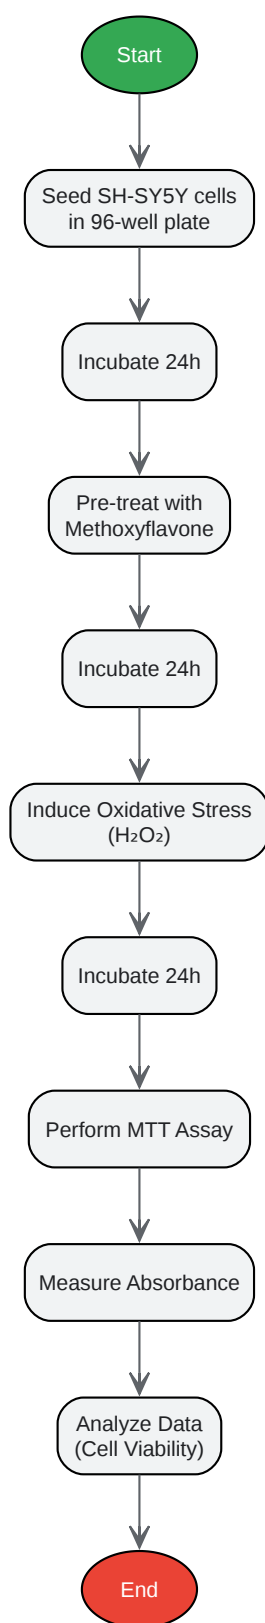 Start
Seed SH-SY5Y cells
in 96-well plate
Incubate 24h
Pre-treat with
Methoxyflavone
Incubate 24h
Induce Oxidative Stress
(H₂O₂)
Incubate 24h
Perform MTT Assay
Measure Absorbance
Analyze Data
(Cell Viability)
End